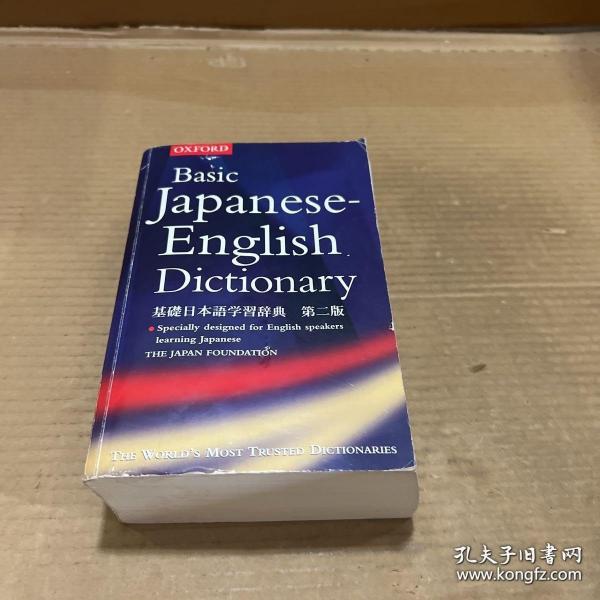 OXFORD
Basic
Japanese-
English
Dictionary
基礎日本語学習辞典 第二版
• Specially designed for English speakers
learning Japanese
THE JAPAN FOUNDATION
THE WORLD'S MOST TRUSTED DICTIONARIES
孔夫子旧书网
www.kongfz.com